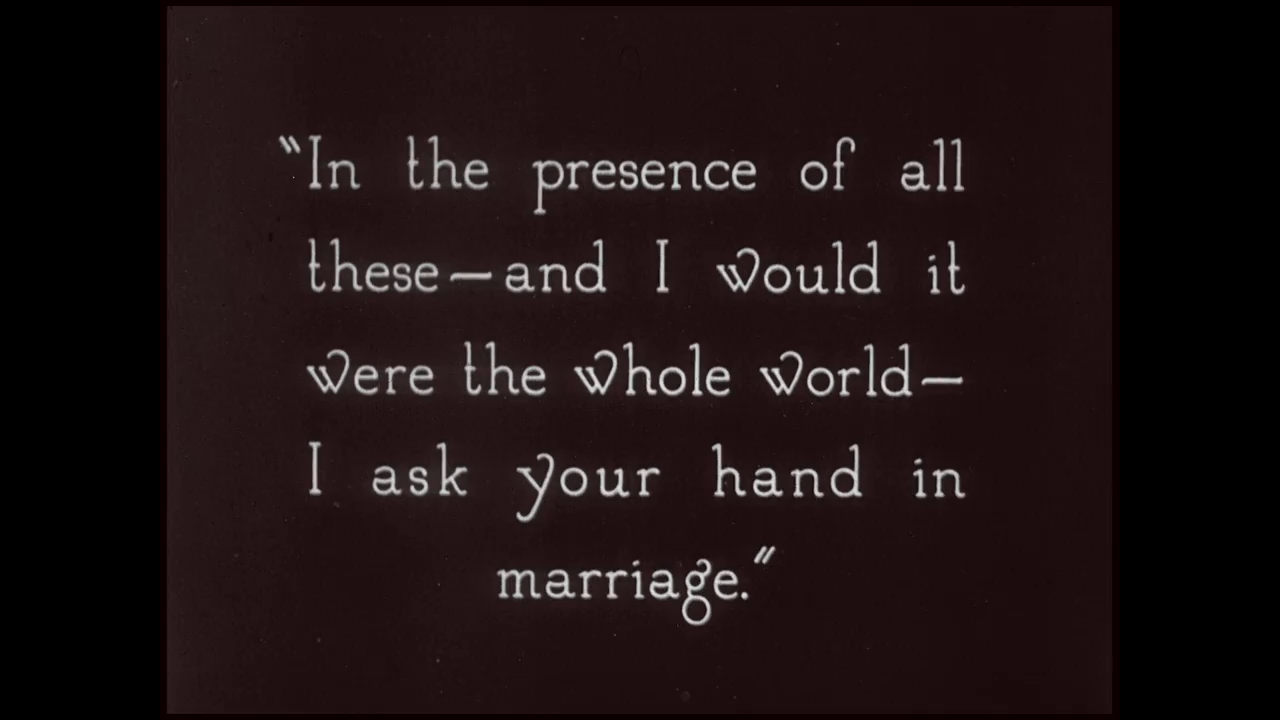 “In the presence of all
these—and I would it
were the whole world—
I ask your hand in
marriage.”